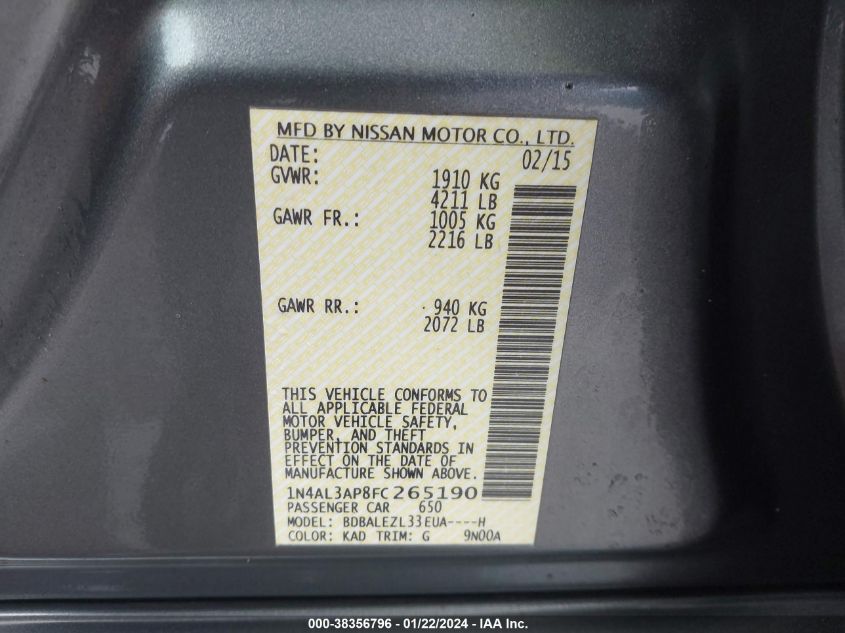 MFD BY NISSAN MOTOR CO., LTD.
DATE: 02/15
GVWR: 1910 KG
4211 LB
GAWR FR.: 1005 KG
2216 LB
GAWR RR.: 940 KG
2072 LB
THIS VEHICLE CONFORMS TO
ALL APPLICABLE FEDERAL
MOTOR VEHICLE SAFETY,
BUMPER, AND THEFT
PREVENTION STANDARDS IN
EFFECT ON THE DATE OF
MANUFACTURE SHOWN ABOVE.
1N4AL3AP8FC265190
PASSENGER CAR 650
MODEL: BDBALEZL33EUA----H
COLOR: KAD TRIM: G 9N00A
000-38356796 - 01/22/2024 - IAA Inc.